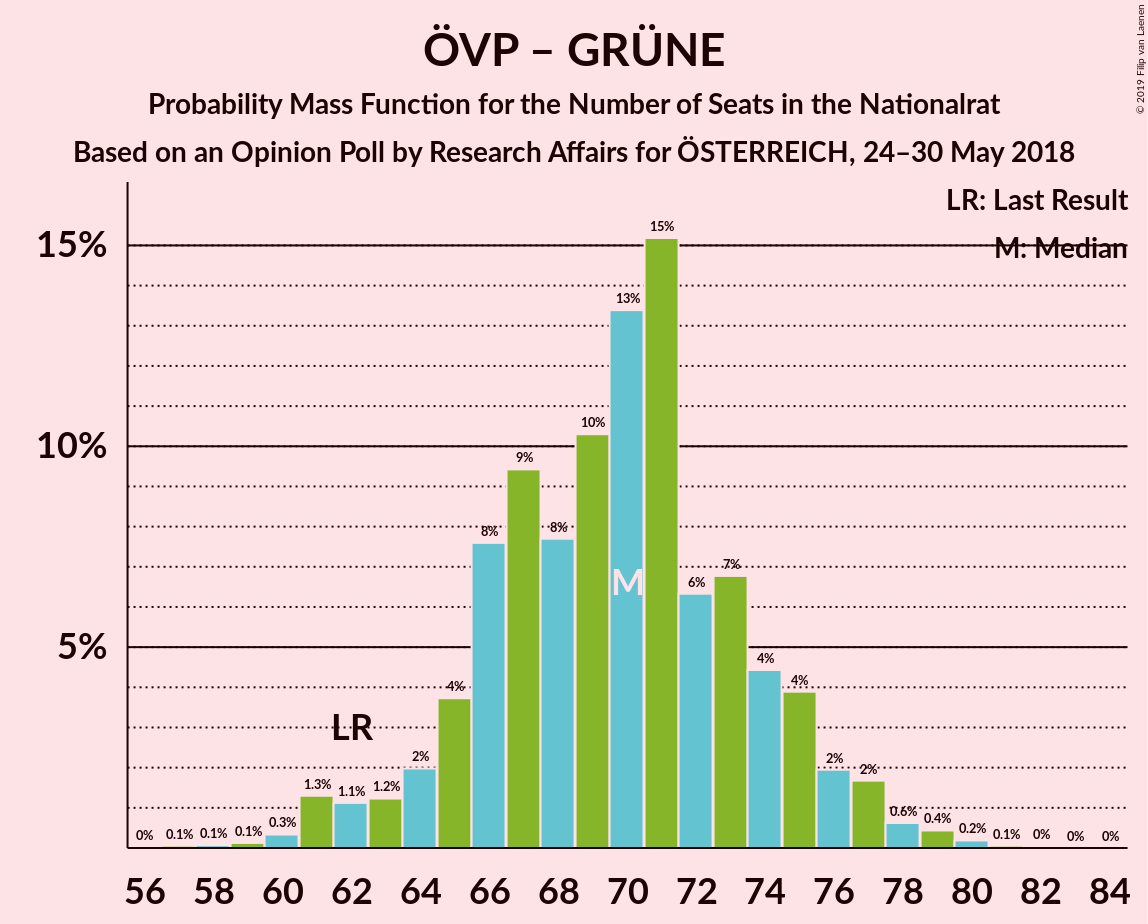 ÖVP – GRÜNE
Probability Mass Function for the Number of Seats in the Nationalrat
Based on an Opinion Poll by Research Affairs for ÖSTERREICH, 24–30 May 2018
© 2019 Filip van Laenen
LR: Last Result
M: Median
15%
10%
5%
0% 0.1% 0.1% 0.1% 0.3% 1.3% 1.1% 1.2% 2% 4% 8% 9% 8% 10% 13% 15% 6% 7% 4% 4% 2% 2% 0.6% 0.4% 0.2% 0.1% 0% 0% 0%
LR
M
56 58 60 62 64 66 68 70 72 74 76 78 80 82 84